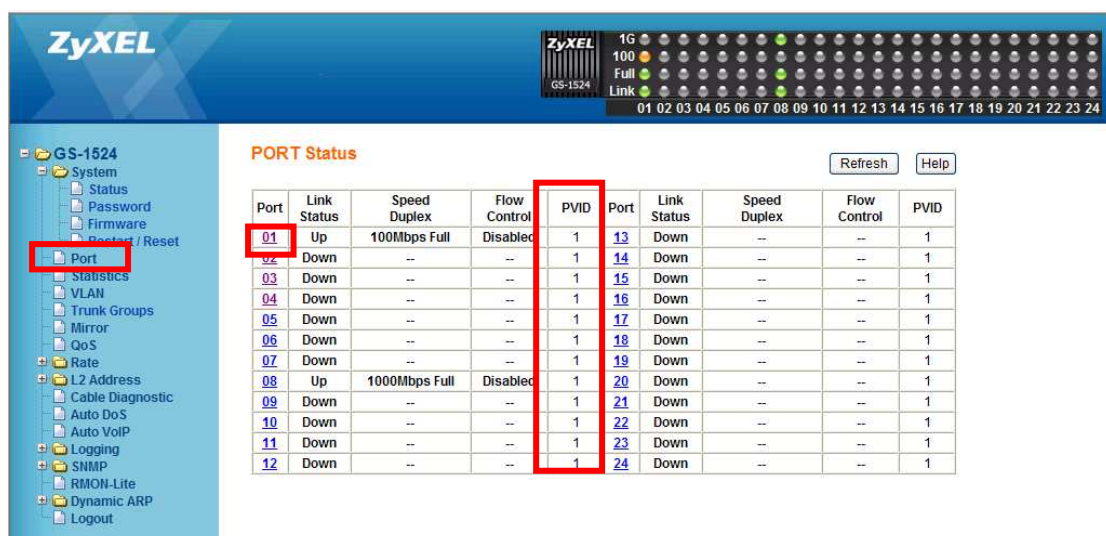 ZyXEL
ZyXEL
GS-1524
1G
100
Full
Link
01 02 03 04 05 06 07 08 09 10 11 12 13 14 15 16 17 18 19 20 21 22 23 24
GS-1524
System
Status
Password
Firmware
Restart / Reset
Port
Statistics
VLAN
Trunk Groups
Mirror
QoS
Rate
L2 Address
Cable Diagnostic
Auto DoS
Auto VoIP
Logging
SNMP
RMON-Lite
Dynamic ARP
Logout
PORT Status
Refresh Help
Port Link Status Speed Duplex Flow Control PVID Port Link Status Speed Duplex Flow Control PVID
01 Up 100Mbps Full Disabled 1 13 Down -- -- 1
02 Down -- -- 1 14 Down -- -- 1
03 Down -- -- 1 15 Down -- -- 1
04 Down -- -- 1 16 Down -- -- 1
05 Down -- -- 1 17 Down -- -- 1
06 Down -- -- 1 18 Down -- -- 1
07 Down -- -- 1 19 Down -- -- 1
08 Up 1000Mbps Full Disabled 1 20 Down -- -- 1
09 Down -- -- 1 21 Down -- -- 1
10 Down -- -- 1 22 Down -- -- 1
11 Down -- -- 1 23 Down -- -- 1
12 Down -- -- 1 24 Down -- -- 1